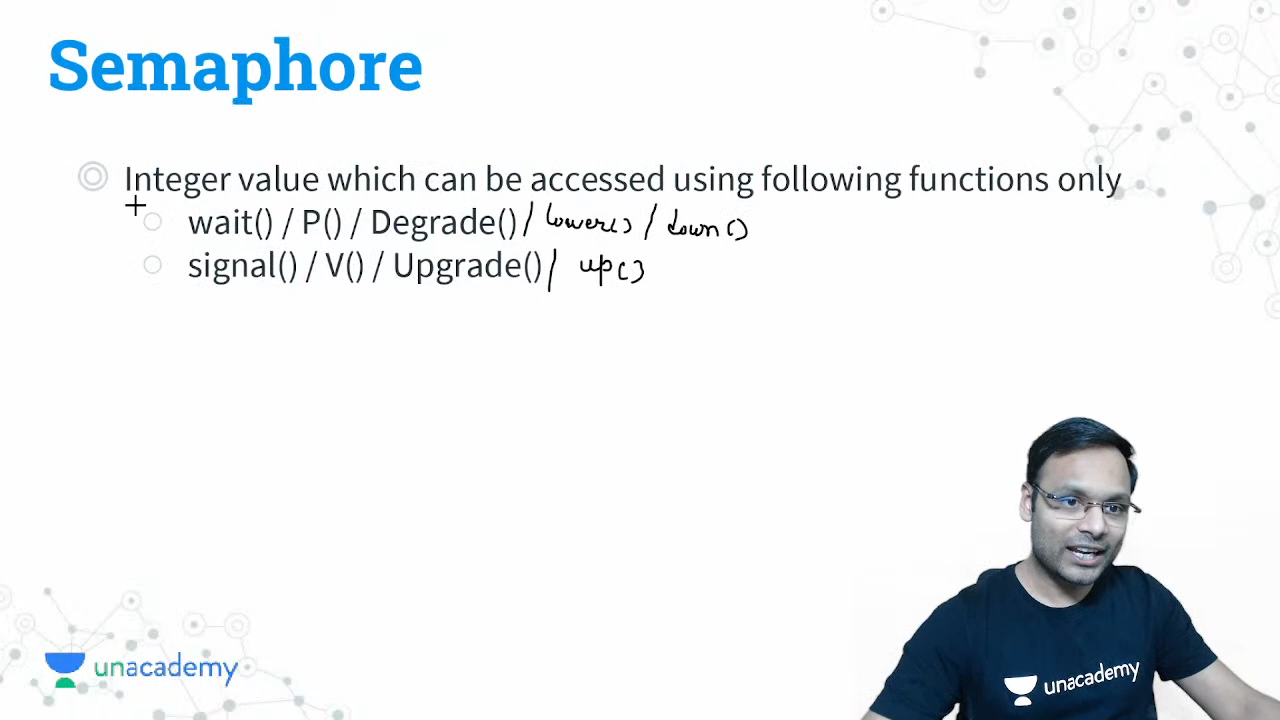 Semaphore
Integer value which can be accessed using following functions only
wait() / P() / Degrade() / Lower() / down()
signal() / V() / Upgrade() / up()
unacademy
unacademy